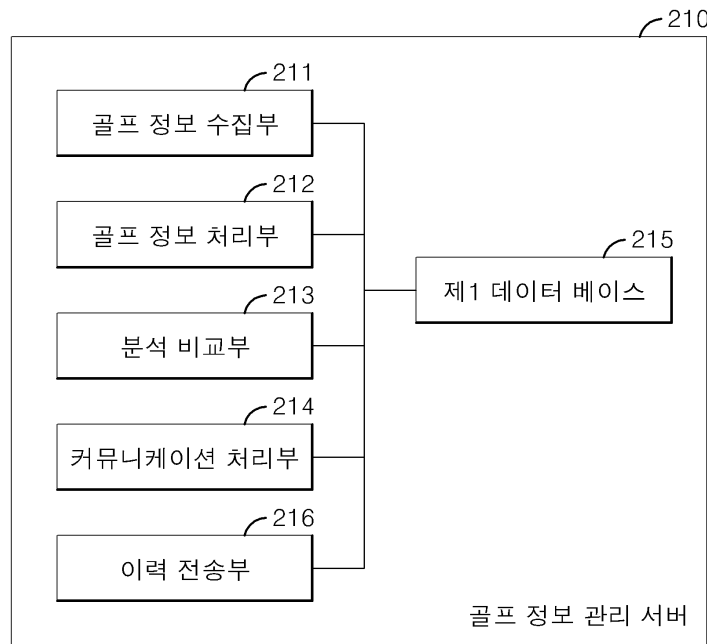 210
211
골프 정보 수집부
212
골프 정보 처리부
215
제1 데이터 베이스
213
분석 비교부
214
커뮤니케이션 처리부
216
이력 전송부
골프 정보 관리 서버